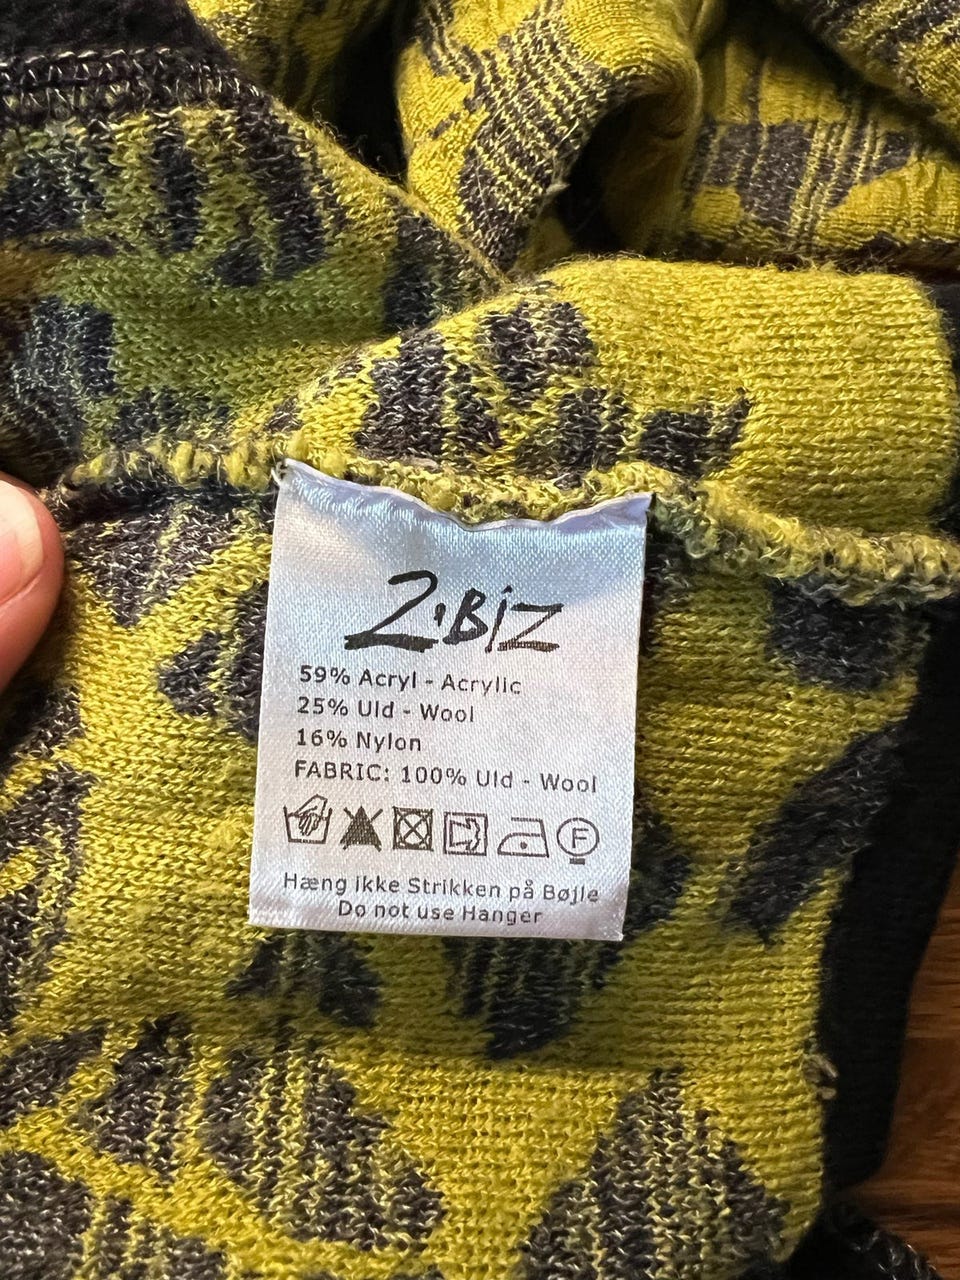 2·Biz
59% Acryl - Acrylic
25% Uld - Wool
16% Nylon
FABRIC: 100% Uld - Wool
F
Hæng ikke Strikken på Bøjle
Do not use Hanger